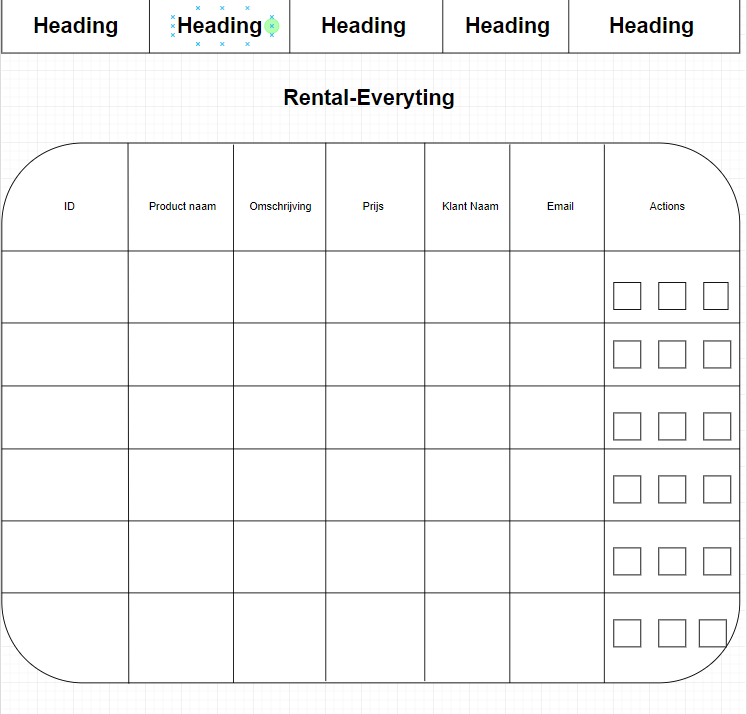 Heading Heading Heading Heading Heading
Rental-Everyting
ID Product naam Omschrijving Prijs Klant Naam Email Actions